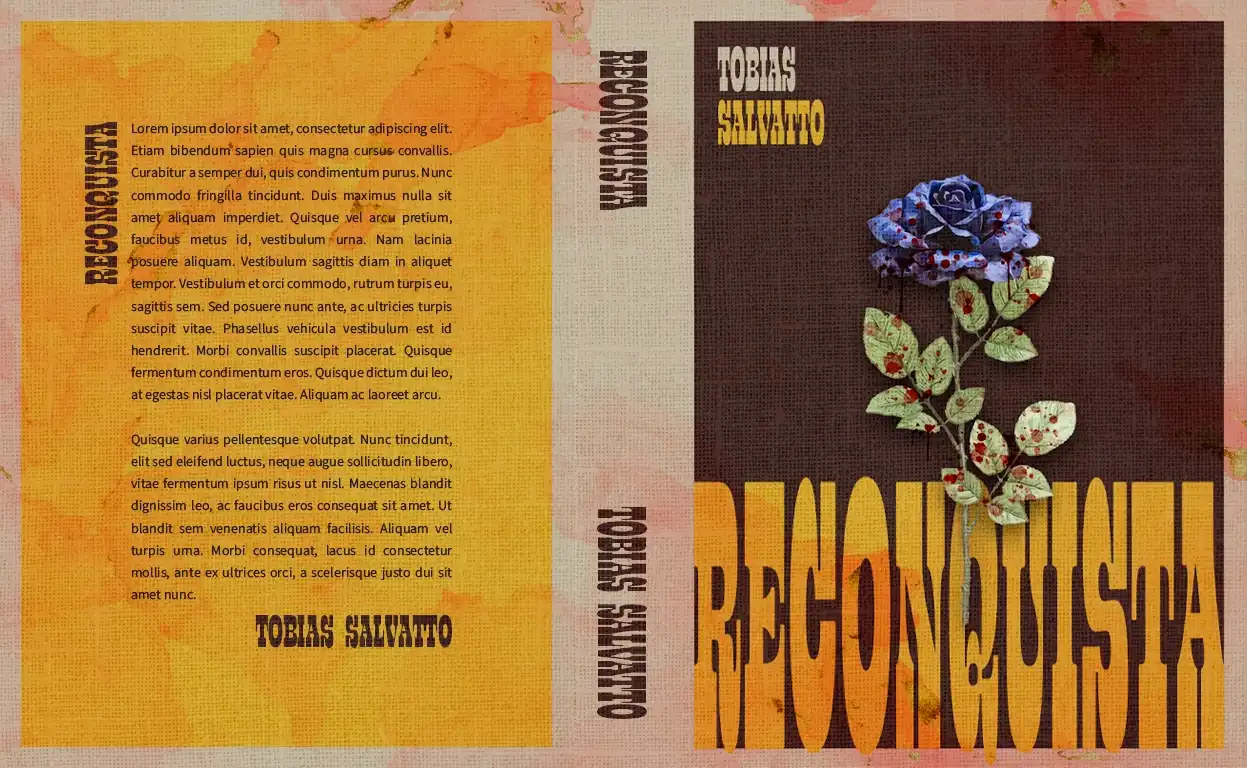 RECONQUISTA
Lorem ipsum dolor sit amet, consectetur adipiscing elit.
Etiam bibendum sapien quis magna cursus convallis.
Curabitur a semper dui, quis condimentum purus. Nunc
commodo fringilla tincidunt. Duis maximus nulla sit
amet aliquam imperdiet. Quisque vel arcu pretium,
faucibus metus id, vestibulum urna. Nam lacinia
posuere aliquam. Vestibulum sagittis diam in aliquet
tempor. Vestibulum et orci commodo, rutrum turpis eu,
sagittis sem. Sed posuere nunc ante, ac ultricies turpis
suscipit vitae. Phasellus vehicula vestibulum est id
hendrerit. Morbi convallis suscipit placerat. Quisque
fermentum condimentum eros. Quisque dictum dui leo,
at egestas nisl placerat vitae. Aliquam ac laoreet arcu.
Quisque varius pellentesque volutpat. Nunc tincidunt,
elit sed eleifend luctus, neque augue sollicitudin libero,
vitae fermentum ipsum risus ut nisl. Maecenas blandit
dignissim leo, ac faucibus eros consequat sit amet. Ut
blandit sem venenatis aliquam facilisis. Aliquam vel
turpis urna. Morbi consequat, lacus id consectetur
mollis, ante ex ultrices orci, a scelerisque justo dui sit
amet nunc.
TOBIAS SALVATTO
RECONQUISTA
TOBIAS SALVATTO
TOBIAS
SALVATTO
RECONQUISTA